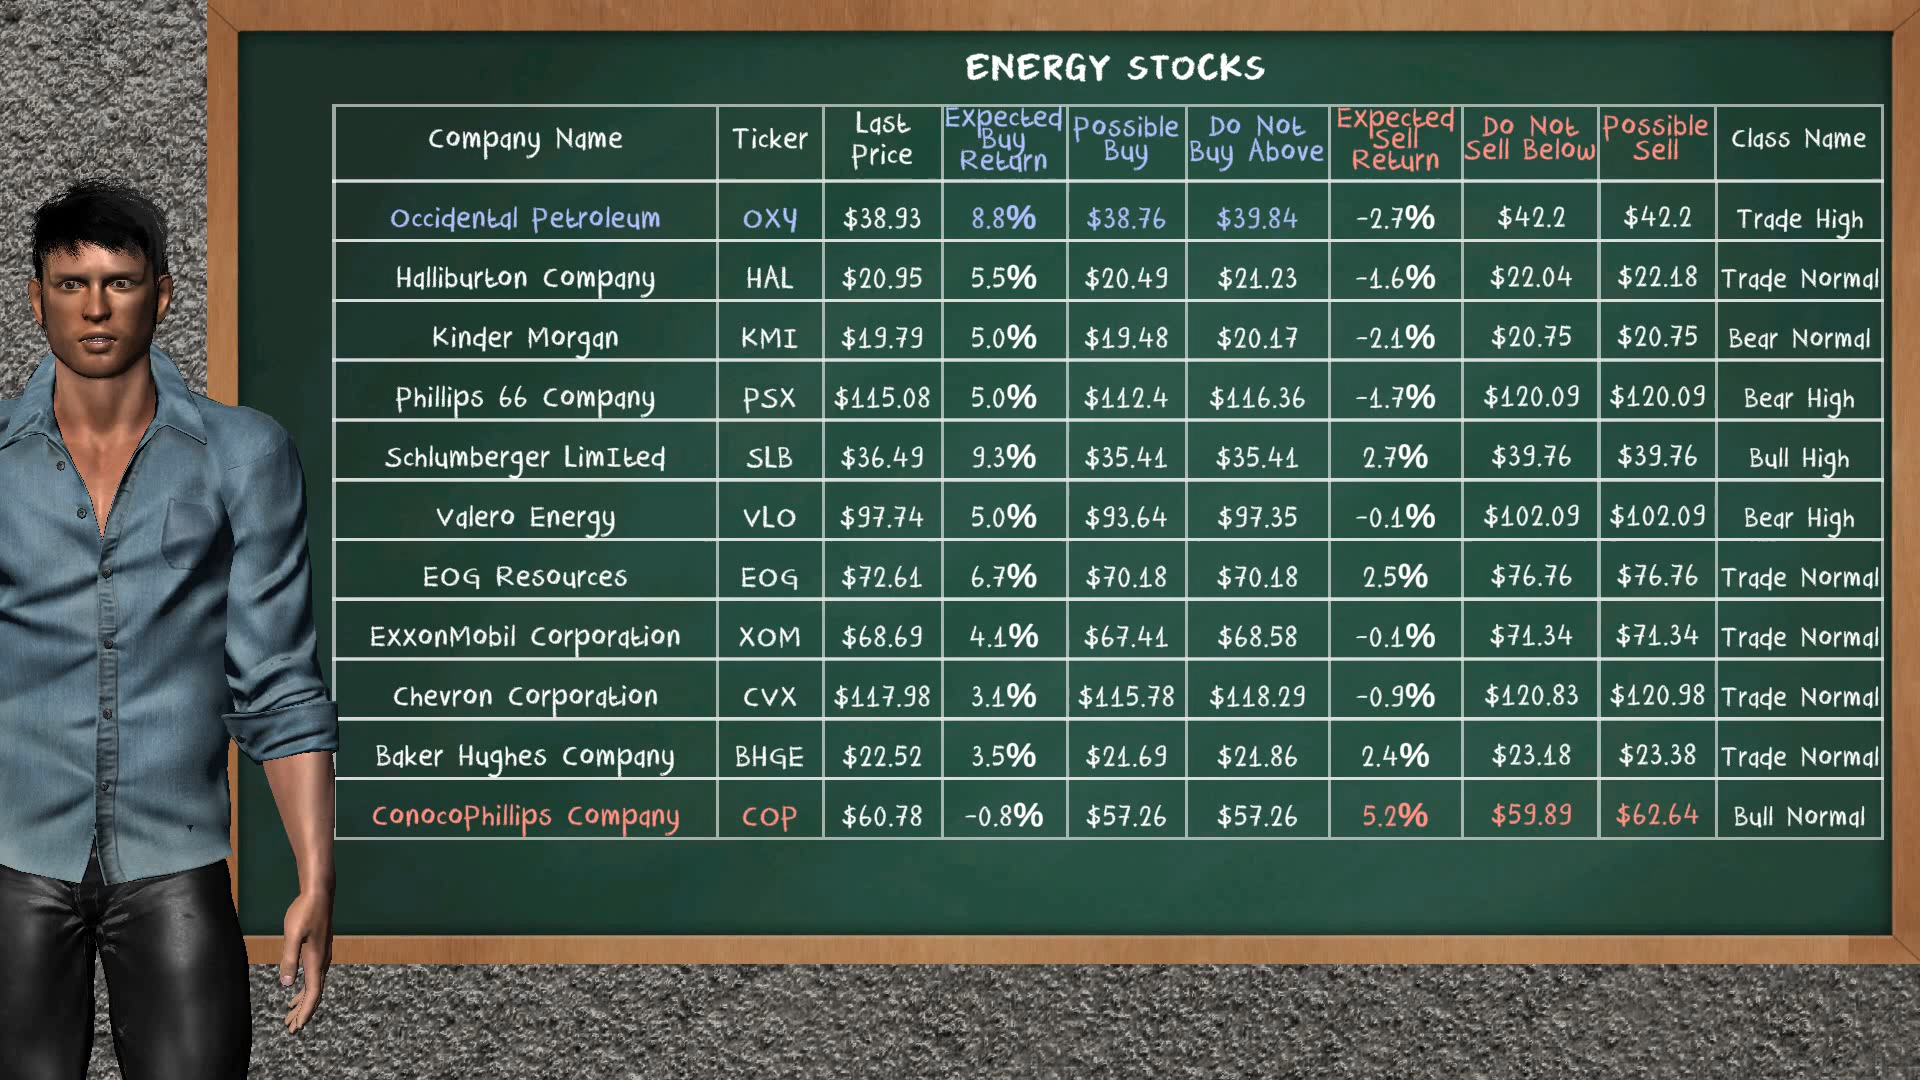 ENERGY STOCKS
Company Name Ticker Last Price Expected Buy Return Possible Buy Do Not Buy Above Expected Sell Return Do Not Sell Below Possible Sell Class Name
Occidental Petroleum OXY $38.93 8.8% $38.76 $39.84 -2.7% $42.2 $42.2 Trade High
Halliburton Company HAL $20.95 5.5% $20.49 $21.23 -1.6% $22.04 $22.18 Trade Normal
Kinder Morgan KMI $19.79 5.0% $19.48 $20.17 -2.1% $20.75 $20.75 Bear Normal
Phillips 66 Company PSX $115.08 5.0% $112.4 $116.36 -1.7% $120.09 $120.09 Bear High
Schlumberger LimIted SLB $36.49 9.3% $35.41 $35.41 2.7% $39.76 $39.76 Bull High
Valero Energy VLO $97.74 5.0% $93.64 $97.35 -0.1% $102.09 $102.09 Bear High
EOG Resources EOG $72.61 6.7% $70.18 $70.18 2.5% $76.76 $76.76 Trade Normal
ExxonMobil Corporation XOM $68.69 4.1% $67.41 $68.58 -0.1% $71.34 $71.34 Trade Normal
Chevron Corporation CVX $117.98 3.1% $115.78 $118.29 -0.9% $120.83 $120.98 Trade Normal
Baker Hughes Company BHGE $22.52 3.5% $21.69 $21.86 2.4% $23.18 $23.38 Trade Normal
ConocoPhillips Company COP $60.78 -0.8% $57.26 $57.26 5.2% $59.89 $62.64 Bull Normal